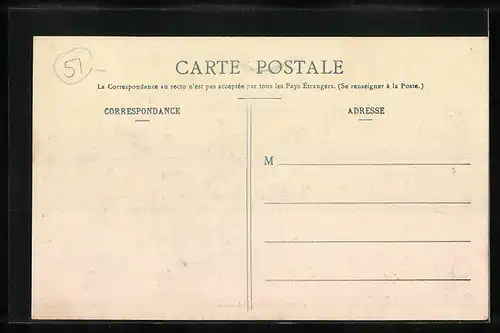 51
CARTE POSTALE
La Correspondance au recto n'est pas acceptée par tous les Pays Étrangers. (Se renseigner à la Poste.)
CORRESPONDANCE
ADRESSE
M